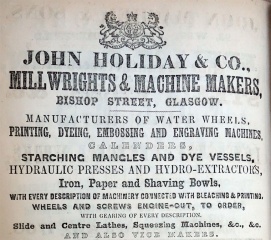 JOHN HOLIDAY & CO.,
MILLWRIGHTS & MACHINE MAKERS,
BISHOP STREET, GLASGOW.
MANUFACTURERS OF WATER WHEELS,
PRINTING, DYEING, EMBOSSING AND ENGRAVING MACHINES,
CALENDERS,
STARCHING MANGLES AND DYE VESSELS,
HYDRAULIC PRESSES AND HYDRO-EXTRACTORS,
Iron, Paper and Shaving Bowls,
WITH EVERY DESCRIPTION OF MACHINERY CONNECTED WITH BLEACHING & PRINTING.
WHEELS AND SCREWS ENGINE-CUT, TO ORDER,
WITH GEARING OF EVERY DESCRIPTION.
Slide and Centre Lathes, Squeezing Machines, &c., &c.
AND ALSO VICE MAKERS.